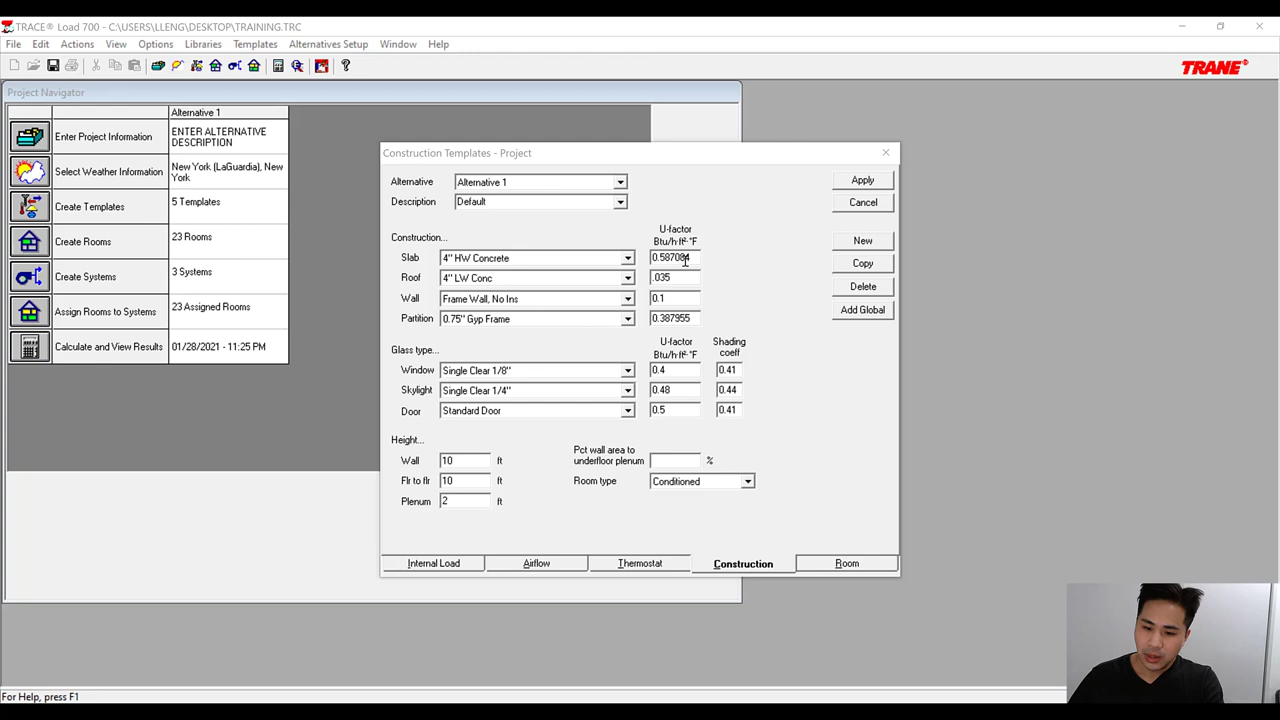 TRACE® Load 700 - C:\USERS\LLENG\DESKTOP\TRAINING.TRC
File Edit Actions View Options Libraries Templates Alternatives Setup Window Help
TRANE®
Project Navigator
Alternative 1
Enter Project Information
ENTER ALTERNATIVE
DESCRIPTION
Select Weather Information
New York (LaGuardia), New
York
Create Templates
5 Templates
Create Rooms
23 Rooms
Create Systems
3 Systems
Assign Rooms to Systems
23 Assigned Rooms
Calculate and View Results
01/28/2021 - 11:25 PM
Construction Templates - Project
Alternative Alternative 1 Apply
Description Default Cancel
Construction...
U-factor
Btu/h·ft²·°F
New
Slab 4" HW Concrete 0.587084 Copy
Roof 4" LW Conc .035 Delete
Wall Frame Wall, No Ins 0.1 Add Global
Partition 0.75" Gyp Frame 0.387955
Glass type...
U-factor
Btu/h·ft²·°F
Shading
coeff
Window Single Clear 1/8" 0.4 0.41
Skylight Single Clear 1/4" 0.48 0.44
Door Standard Door 0.5 0.41
Height...
Wall 10 ft
Pct wall area to
underfloor plenum %
Flr to flr 10 ft Room type Conditioned
Plenum 2 ft
Internal Load Airflow Thermostat Construction Room
For Help, press F1